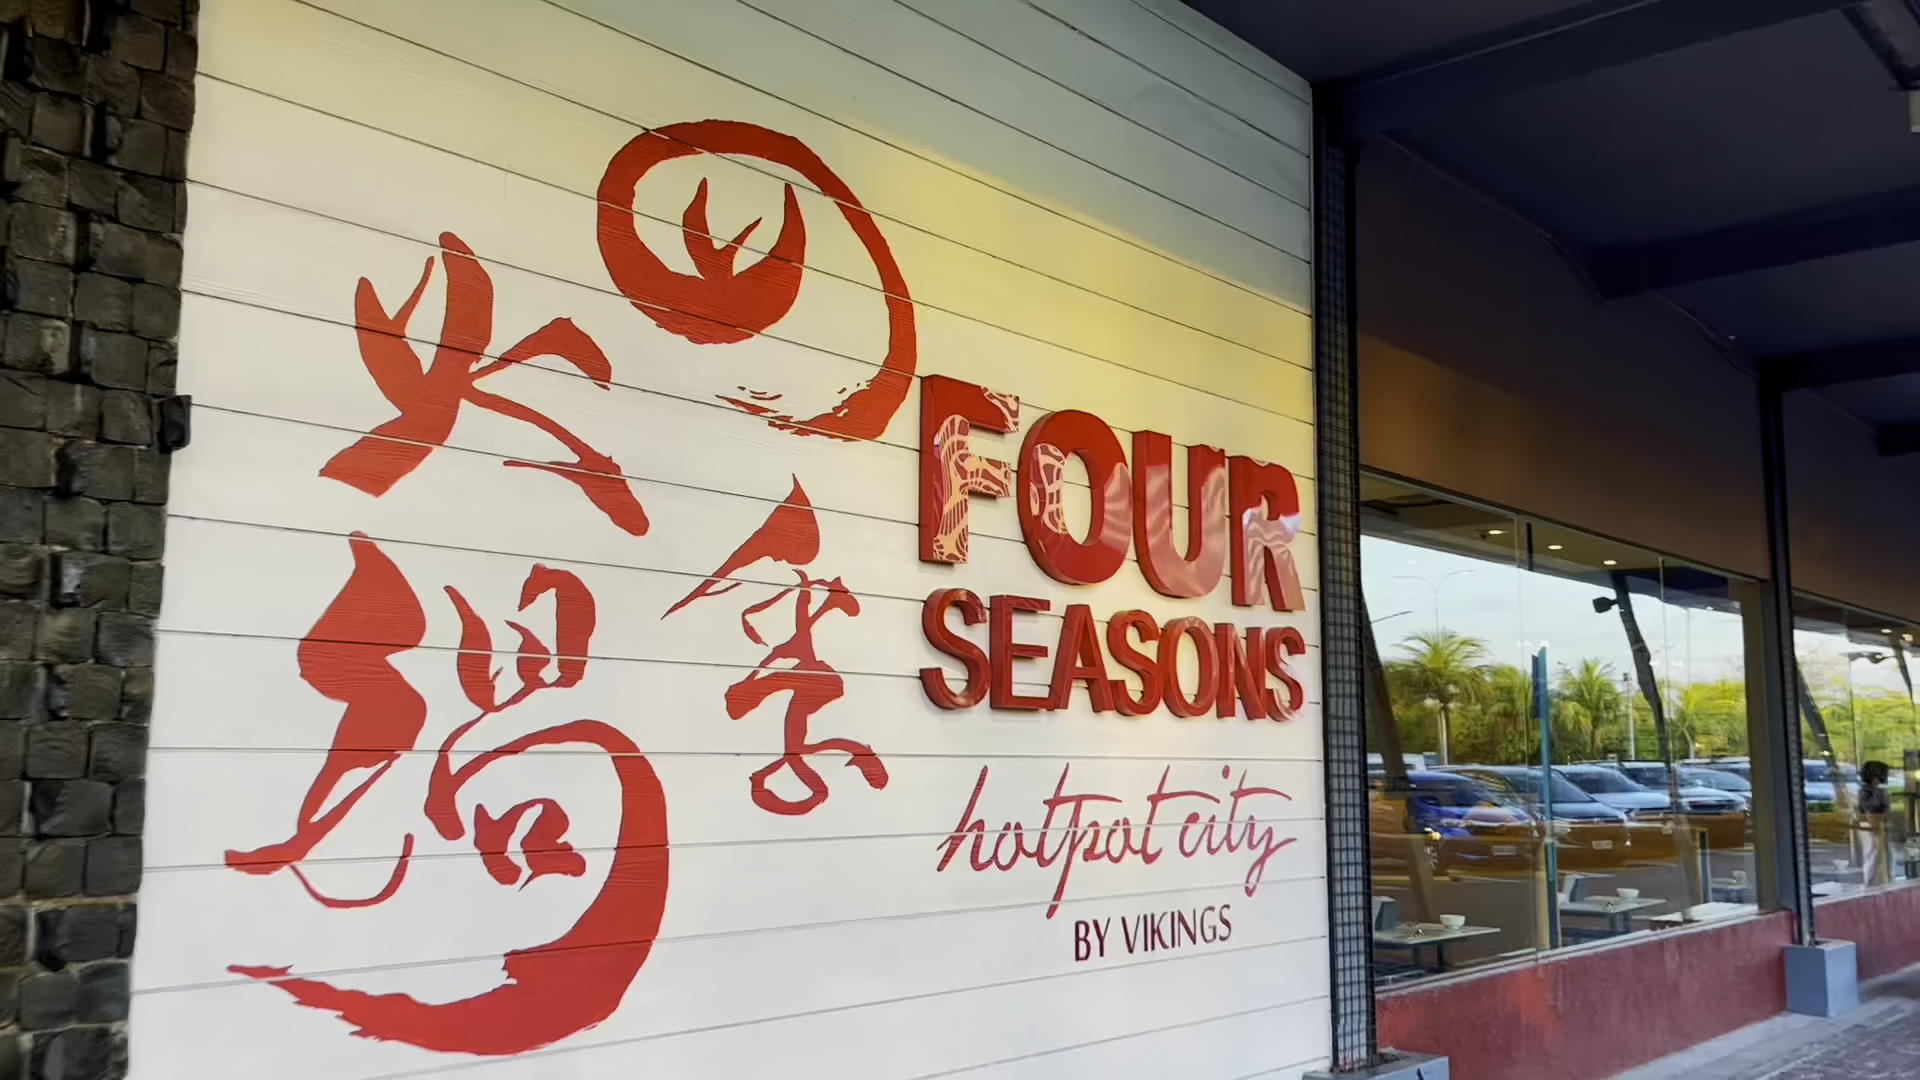 四季
火鍋
FOUR
SEASONS
hotpot city
BY VIKINGS